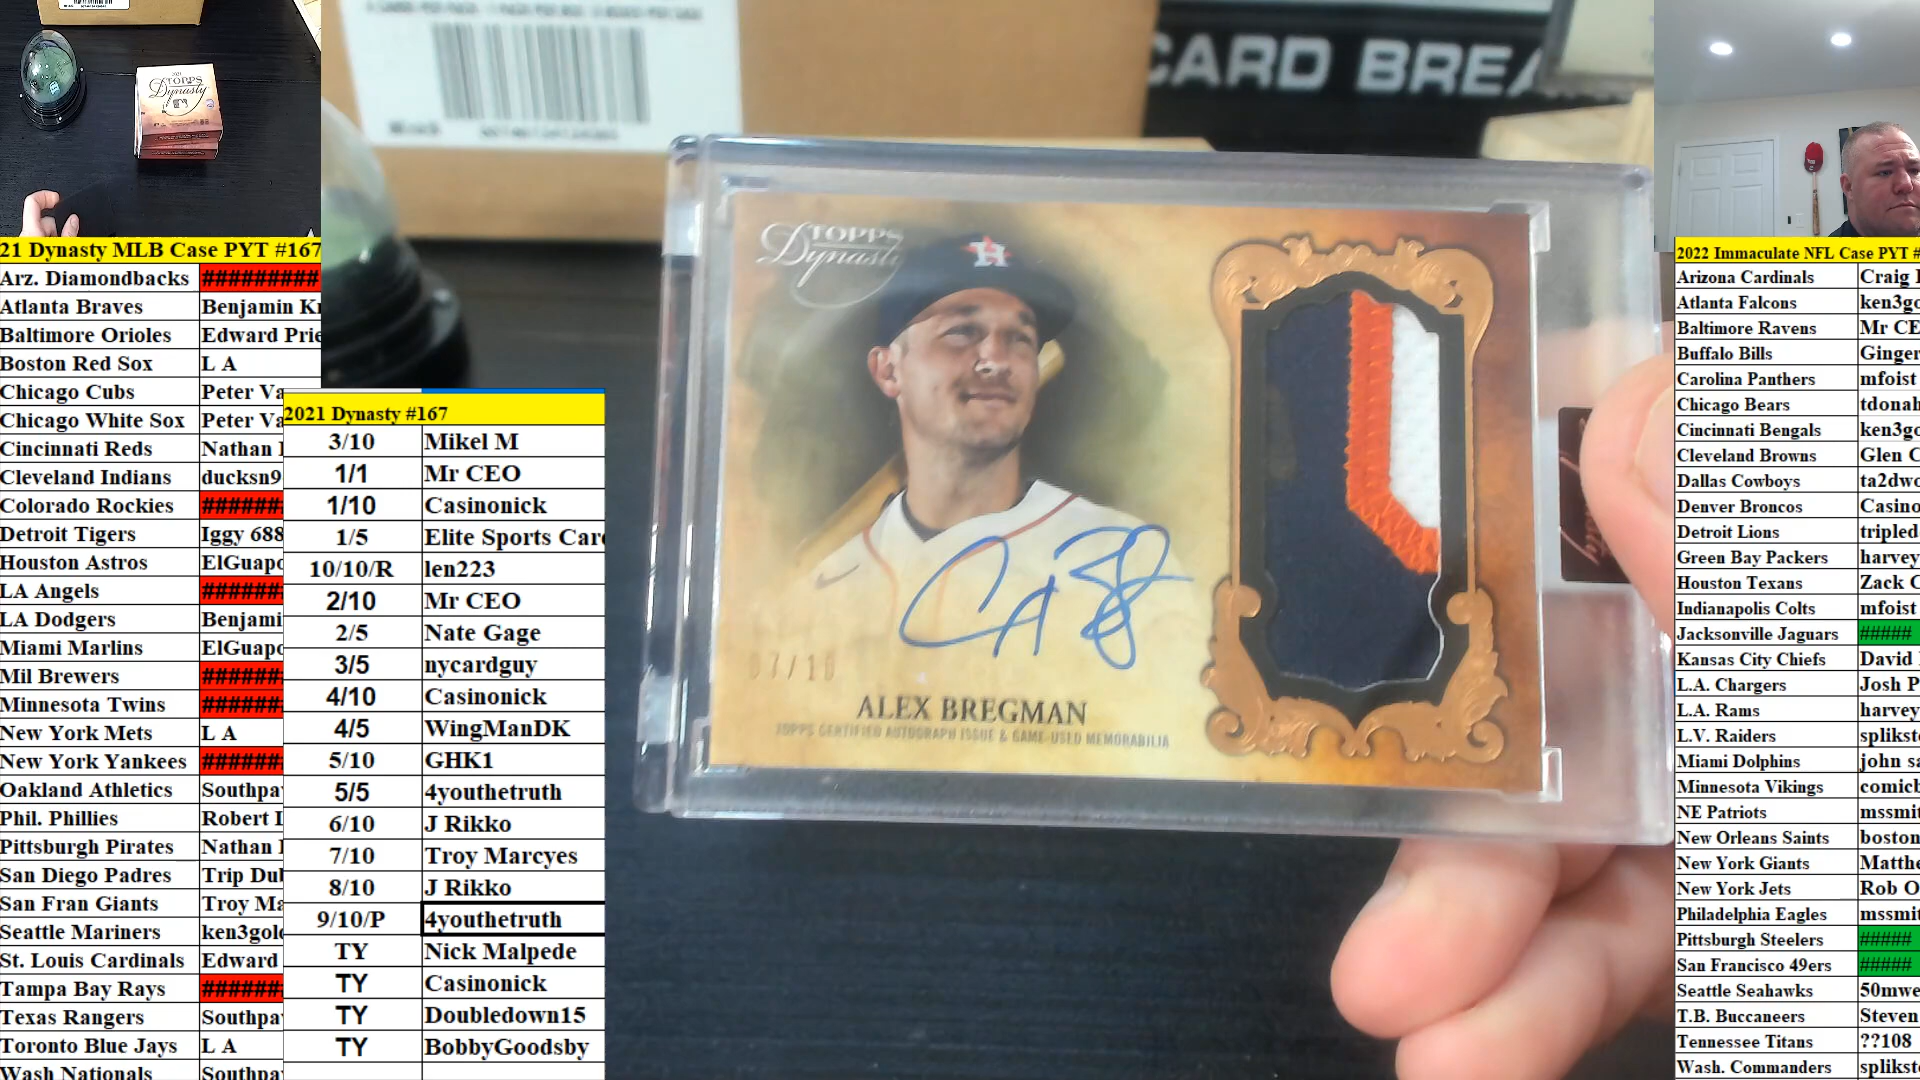 2021
TOPPS
Dynasty
CARD BREA
21 Dynasty MLB Case PYT #167
Arz. Diamondbacks #########
Atlanta Braves Benjamin
Baltimore Orioles Edward
Boston Red Sox L A
Chicago Cubs Peter
Chicago White Sox Peter
Cincinnati Reds Nathan
Cleveland Indians ducksn9
Colorado Rockies ######
Detroit Tigers Iggy 688
Houston Astros ElGuap
LA Angels ######
LA Dodgers Benjami
Miami Marlins ElGuap
Mil Brewers ######
Minnesota Twins ######
New York Mets L A
New York Yankees ######
Oakland Athletics Southpa
Phil. Phillies Robert
Pittsburgh Pirates Nathan
San Diego Padres Trip
San Fran Giants Troy
Seattle Mariners ken3gol
St. Louis Cardinals Edward
Tampa Bay Rays ######
Texas Rangers Southpa
Toronto Blue Jays L A
Wash Nationals Southpa
2021 Dynasty #167
3/10 Mikel M
1/1 Mr CEO
1/10 Casinonick
1/5 Elite Sports Car
10/10/R len223
2/10 Mr CEO
2/5 Nate Gage
3/5 nycardguy
4/10 Casinonick
4/5 WingManDK
5/10 GHK1
5/5 4youthetruth
6/10 J Rikko
7/10 Troy Marcyes
8/10 J Rikko
9/10/P 4youthetruth
TY Nick Malpede
TY Casinonick
TY Doubledown15
TY BobbyGoodsby
TOPPS
Dynasty
H
07/10
ALEX BREGMAN
TOPPS CERTIFIED AUTOGRAPH ISSUE & GAME-USED MEMORABILIA
2022 Immaculate NFL Case PYT #
Arizona Cardinals Craig
Atlanta Falcons ken3go
Baltimore Ravens Mr CE
Buffalo Bills Ginger
Carolina Panthers mfoist
Chicago Bears tdonah
Cincinnati Bengals ken3go
Cleveland Browns Glen C
Dallas Cowboys ta2dwo
Denver Broncos Casino
Detroit Lions tripled
Green Bay Packers harvey
Houston Texans Zack C
Indianapolis Colts mfoist
Jacksonville Jaguars #####
Kansas City Chiefs David
L.A. Chargers Josh P
L.A. Rams harvey
L.V. Raiders splikst
Miami Dolphins john sa
Minnesota Vikings comicb
NE Patriots mssmit
New Orleans Saints boston
New York Giants Matthe
New York Jets Rob O
Philadelphia Eagles mssmit
Pittsburgh Steelers #####
San Francisco 49ers #####
Seattle Seahawks 50mwe
T.B. Buccaneers Steven
Tennessee Titans ??108
Wash. Commanders splikst